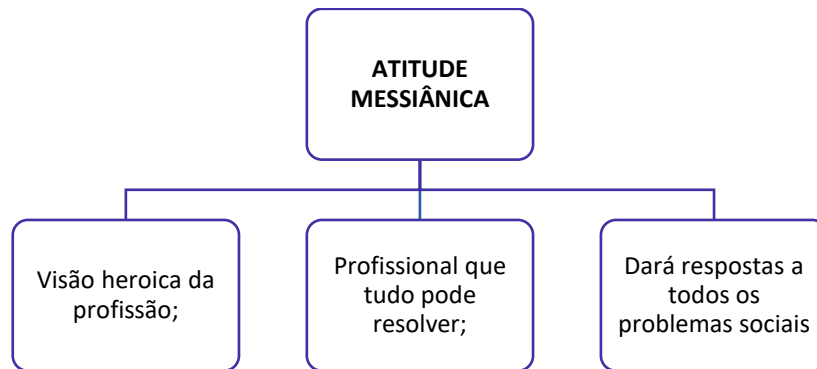 ATITUDE
MESSIÂNICA
Visão heroica da
profissão;
Profissional que
tudo pode
resolver;
Dará respostas a
todos os
problemas sociais